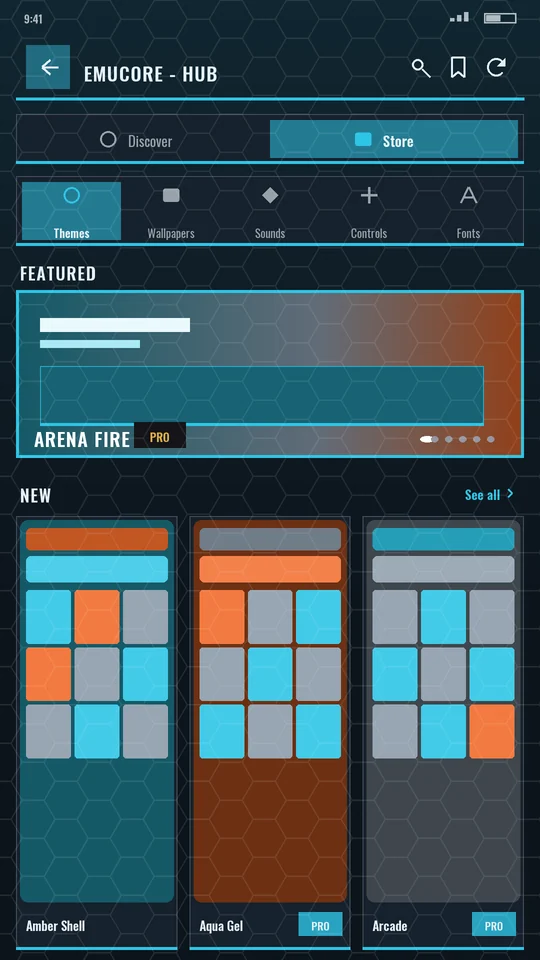 9:41
EMUCORE - HUB
Discover
Store
Themes
Wallpapers
Sounds
Controls
Fonts
FEATURED
ARENA FIRE
PRO
NEW
See all
Amber Shell
Aqua Gel
PRO
Arcade
PRO